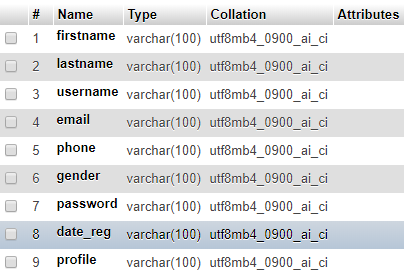 # Name Type Collation Attributes
1 firstname varchar(100) utf8mb4_0900_ai_ci
2 lastname varchar(100) utf8mb4_0900_ai_ci
3 username varchar(100) utf8mb4_0900_ai_ci
4 email varchar(100) utf8mb4_0900_ai_ci
5 phone varchar(100) utf8mb4_0900_ai_ci
6 gender varchar(100) utf8mb4_0900_ai_ci
7 password varchar(100) utf8mb4_0900_ai_ci
8 date_reg varchar(100) utf8mb4_0900_ai_ci
9 profile varchar(100) utf8mb4_0900_ai_ci